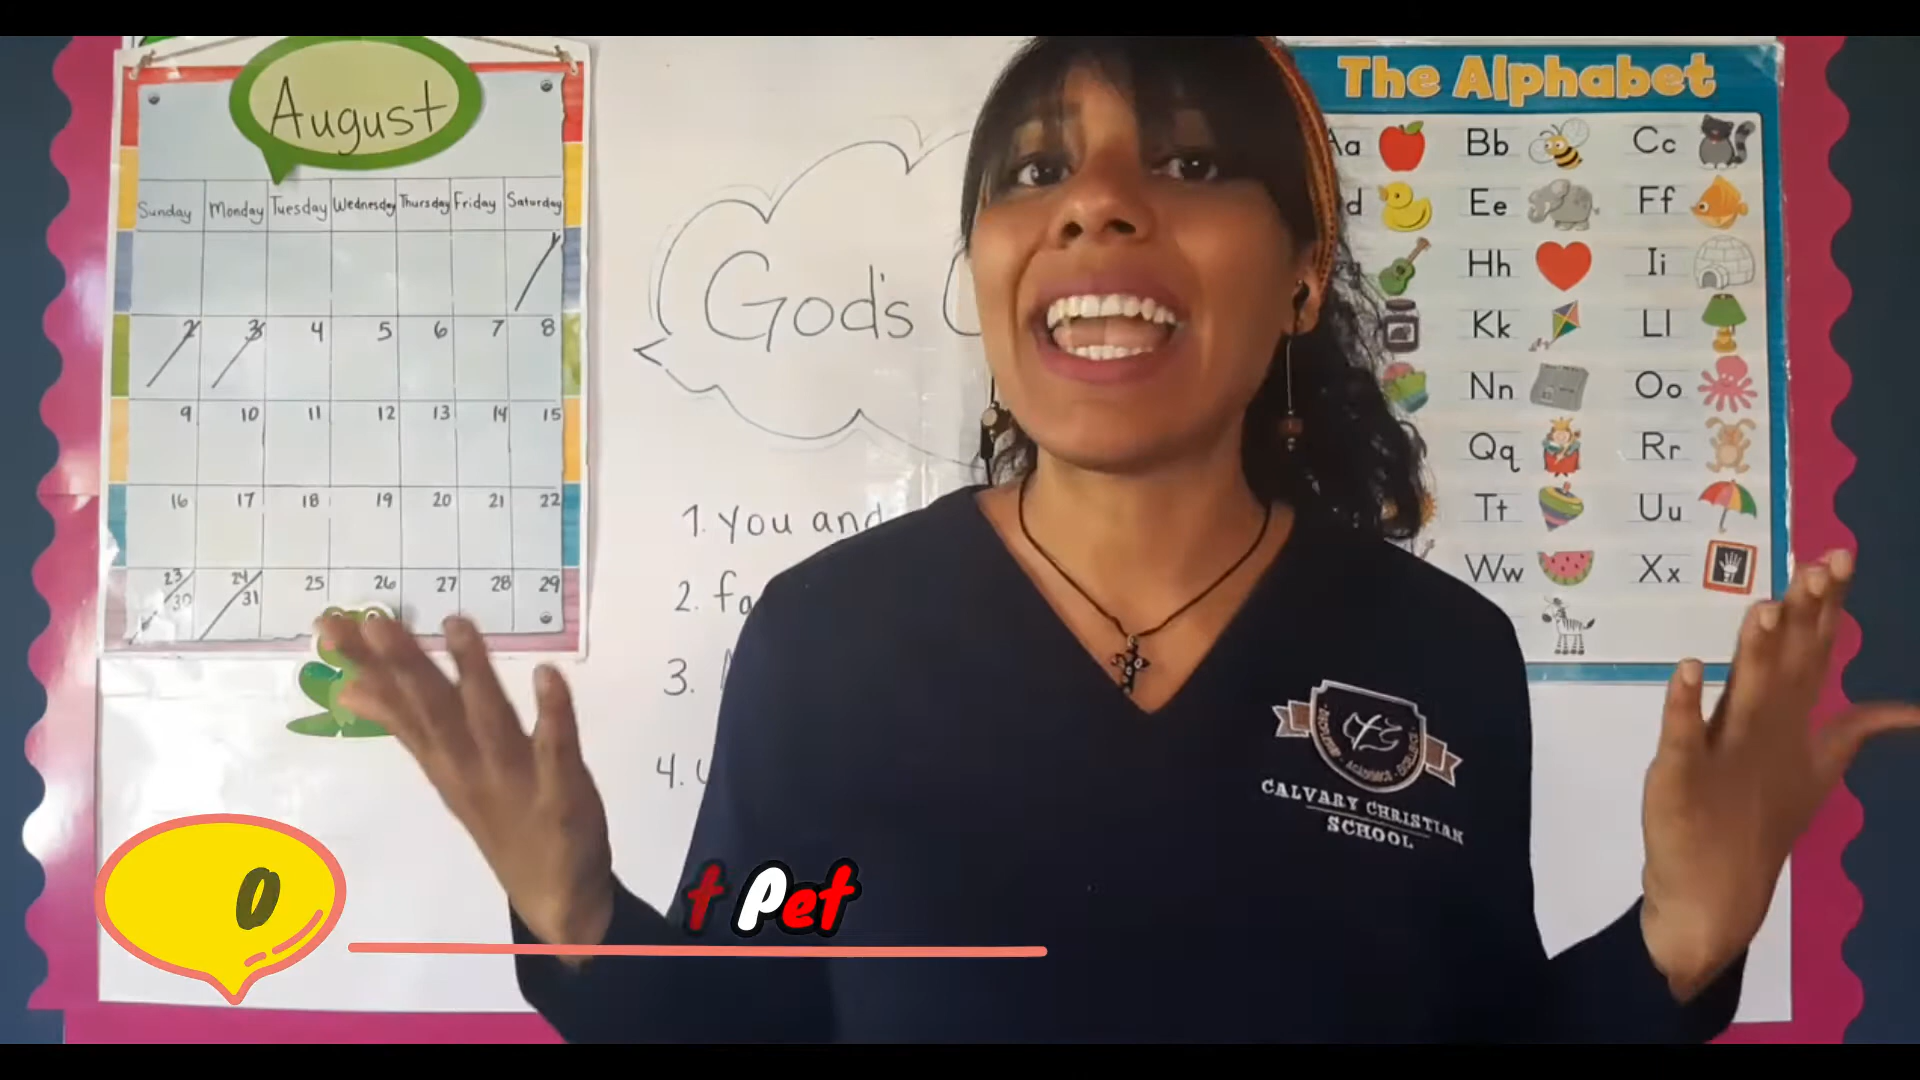 August
Sunday Monday Tuesday Wednesday Thursday Friday Saturday
1
2 3 4 5 6 7 8
9 10 11 12 13 14 15
16 17 18 19 20 21 22
23 24 25 26 27 28 29
30 31
God's
1. you and
2. fa
3.
4. U
The Alphabet
Aa Bb Cc
d Ee Ff
Hh Ii
Kk Ll
Nn Oo
Qq Rr
Tt Uu
Ww Xx
DISCIPLESHIP · ACADEMICS · EXCELLENCE
CALVARY CHRISTIAN
SCHOOL
O
t Pet